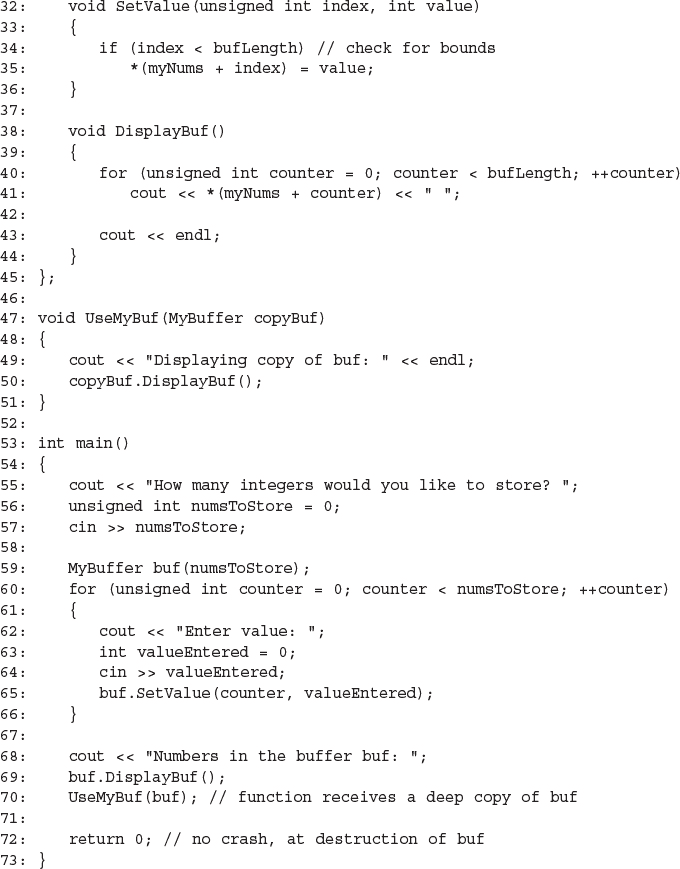 32:    void SetValue(unsigned int index, int value)
33:    {
34:       if (index < bufLength) // check for bounds
35:          *(myNums + index) = value;
36:    }
37:
38:    void DisplayBuf()
39:    {
40:       for (unsigned int counter = 0; counter < bufLength; ++counter)
41:          cout << *(myNums + counter) << " ";
42:
43:       cout << endl;
44:    }
45: };
46:
47: void UseMyBuf(MyBuffer copyBuf)
48: {
49:    cout << "Displaying copy of buf: " << endl;
50:    copyBuf.DisplayBuf();
51: }
52:
53: int main()
54: {
55:    cout << "How many integers would you like to store? ";
56:    unsigned int numsToStore = 0;
57:    cin >> numsToStore;
58:
59:    MyBuffer buf(numsToStore);
60:    for (unsigned int counter = 0; counter < numsToStore; ++counter)
61:    {
62:       cout << "Enter value: ";
63:       int valueEntered = 0;
64:       cin >> valueEntered;
65:       buf.SetValue(counter, valueEntered);
66:    }
67:
68:    cout << "Numbers in the buffer buf: ";
69:    buf.DisplayBuf();
70:    UseMyBuf(buf); // function receives a deep copy of buf
71:
72:    return 0; // no crash, at destruction of buf
73: }